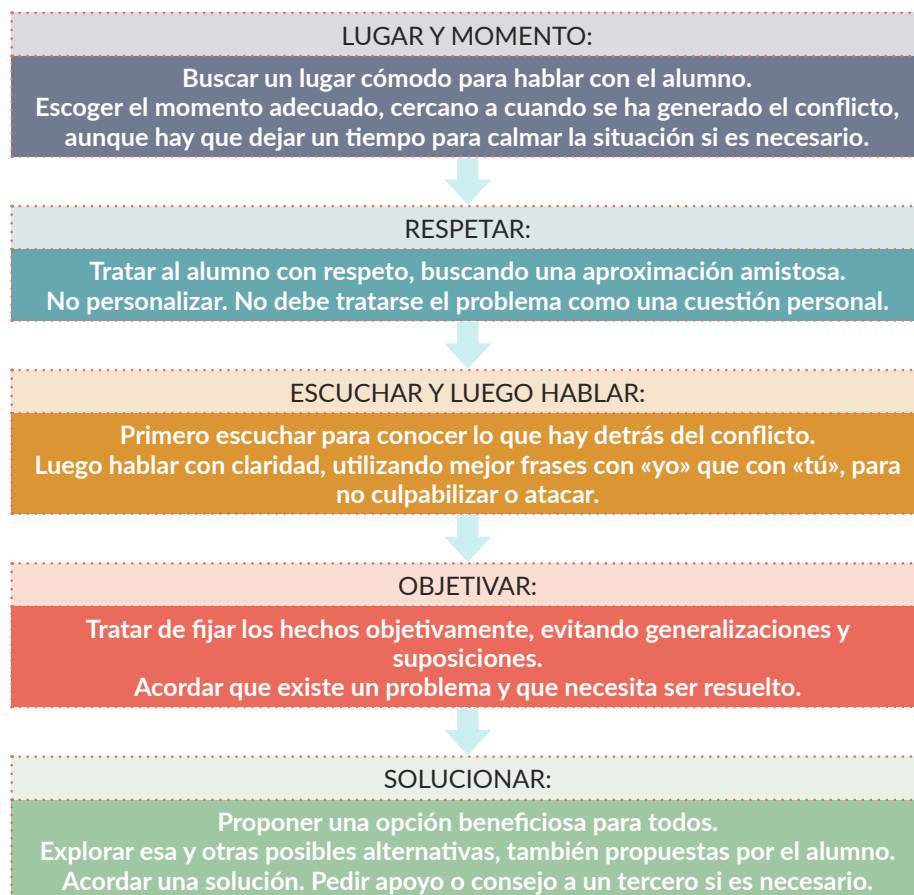 LUGAR Y MOMENTO:
Buscar un lugar cómodo para hablar con el alumno.
Escoger el momento adecuado, cercano a cuando se ha generado el conflicto,
aunque hay que dejar un tiempo para calmar la situación si es necesario.
RESPETAR:
Tratar al alumno con respeto, buscando una aproximación amistosa.
No personalizar. No debe tratarse el problema como una cuestión personal.
ESCUCHAR Y LUEGO HABLAR:
Primero escuchar para conocer lo que hay detrás del conflicto.
Luego hablar con claridad, utilizando mejor frases con «yo» que con «tú», para
no culpabilizar o atacar.
OBJETIVAR:
Tratar de fijar los hechos objetivamente, evitando generalizaciones y
suposiciones.
Acordar que existe un problema y que necesita ser resuelto.
SOLUCIONAR:
Proponer una opción beneficiosa para todos.
Explorar esa y otras posibles alternativas, también propuestas por el alumno.
Acordar una solución. Pedir apoyo o consejo a un tercero si es necesario.